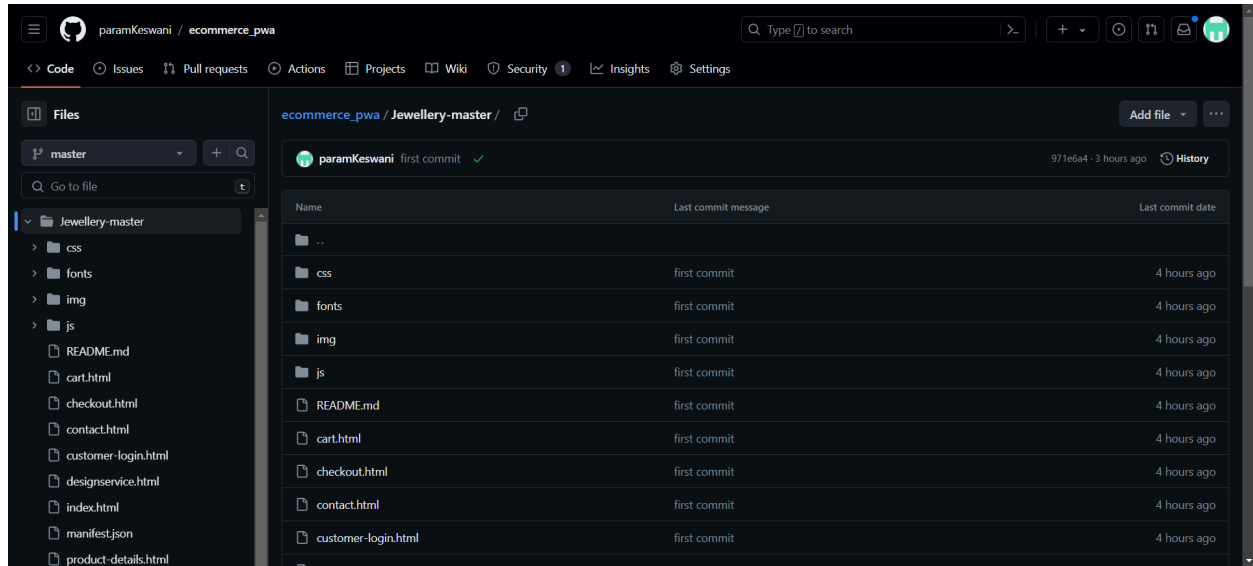 paramKeswani / ecommerce_pwa
Type / to search
Code Issues Pull requests Actions Projects Wiki Security 1 Insights Settings
Files
master
Go to file t
Jewellery-master
css
fonts
img
js
README.md
cart.html
checkout.html
contact.html
customer-login.html
designservice.html
index.html
manifest.json
product-details.html
ecommerce_pwa / Jewellery-master /
Add file
paramKeswani first commit
971e6a4 · 3 hours ago History
Name Last commit message Last commit date
..
css first commit 4 hours ago
fonts first commit 4 hours ago
img first commit 4 hours ago
js first commit 4 hours ago
README.md first commit 4 hours ago
cart.html first commit 4 hours ago
checkout.html first commit 4 hours ago
contact.html first commit 4 hours ago
customer-login.html first commit 4 hours ago